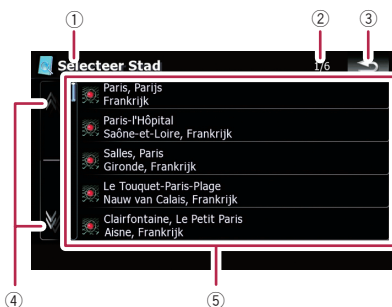 ① ② ③
Selecteer Stad 1/6
Paris, Parijs
Frankrijk
Paris-l'Hôpital
Saône-et-Loire, Frankrijk
Salles, Paris
Gironde, Frankrijk
Le Touquet-Paris-Plage
Nauw van Calais, Frankrijk
Clairfontaine, Le Petit Paris
Aisne, Frankrijk
④ ⑤